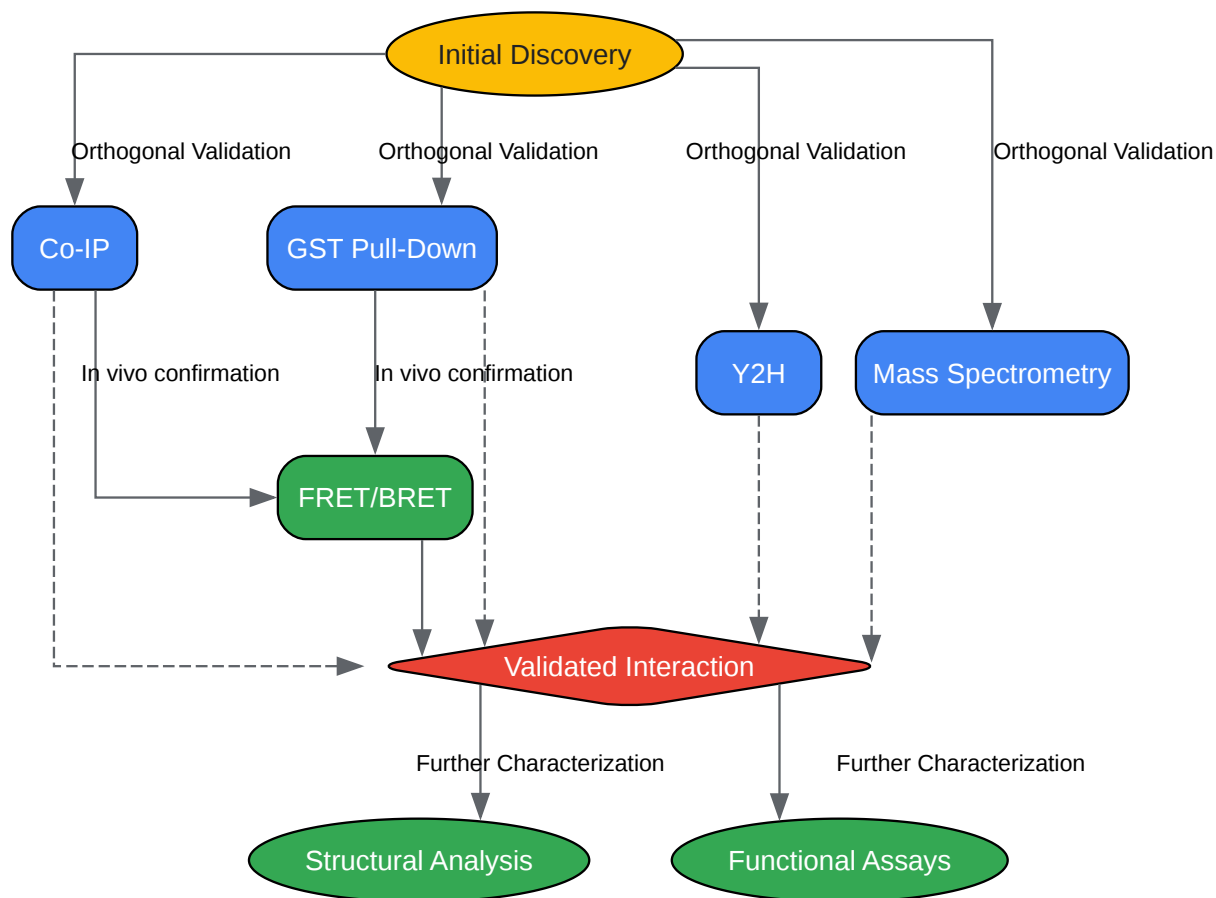 Initial Discovery
Orthogonal Validation
Orthogonal Validation
Orthogonal Validation
Orthogonal Validation
Co-IP
GST Pull-Down
In vivo confirmation
In vivo confirmation
Y2H
Mass Spectrometry
FRET/BRET
Validated Interaction
Further Characterization
Further Characterization
Structural Analysis
Functional Assays